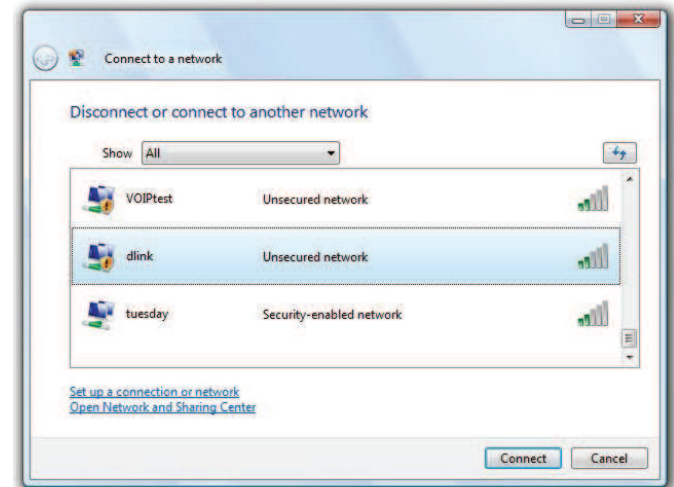 Connect to a network
Disconnect or connect to another network
Show All
VOIPtest Unsecured network
dlink Unsecured network
tuesday Security-enabled network
Set up a connection or network
Open Network and Sharing Center
Connect Cancel